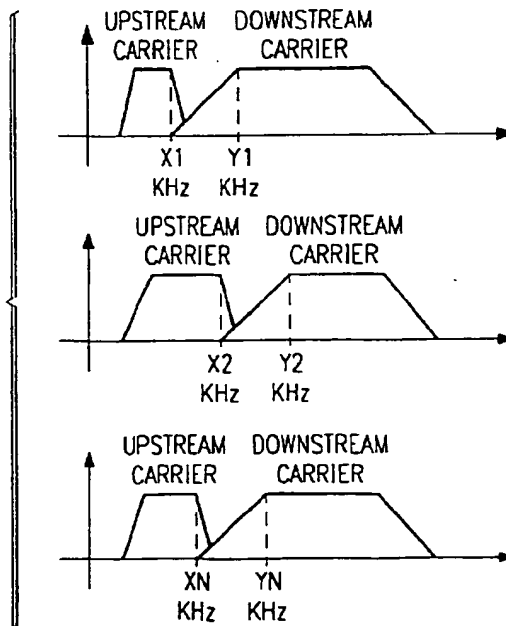 UPSTREAM DOWNSTREAM
CARRIER CARRIER
X1 Y1
KHz KHz
UPSTREAM DOWNSTREAM
CARRIER CARRIER
X2 Y2
KHz KHz
UPSTREAM DOWNSTREAM
CARRIER CARRIER
XN YN
KHz KHz